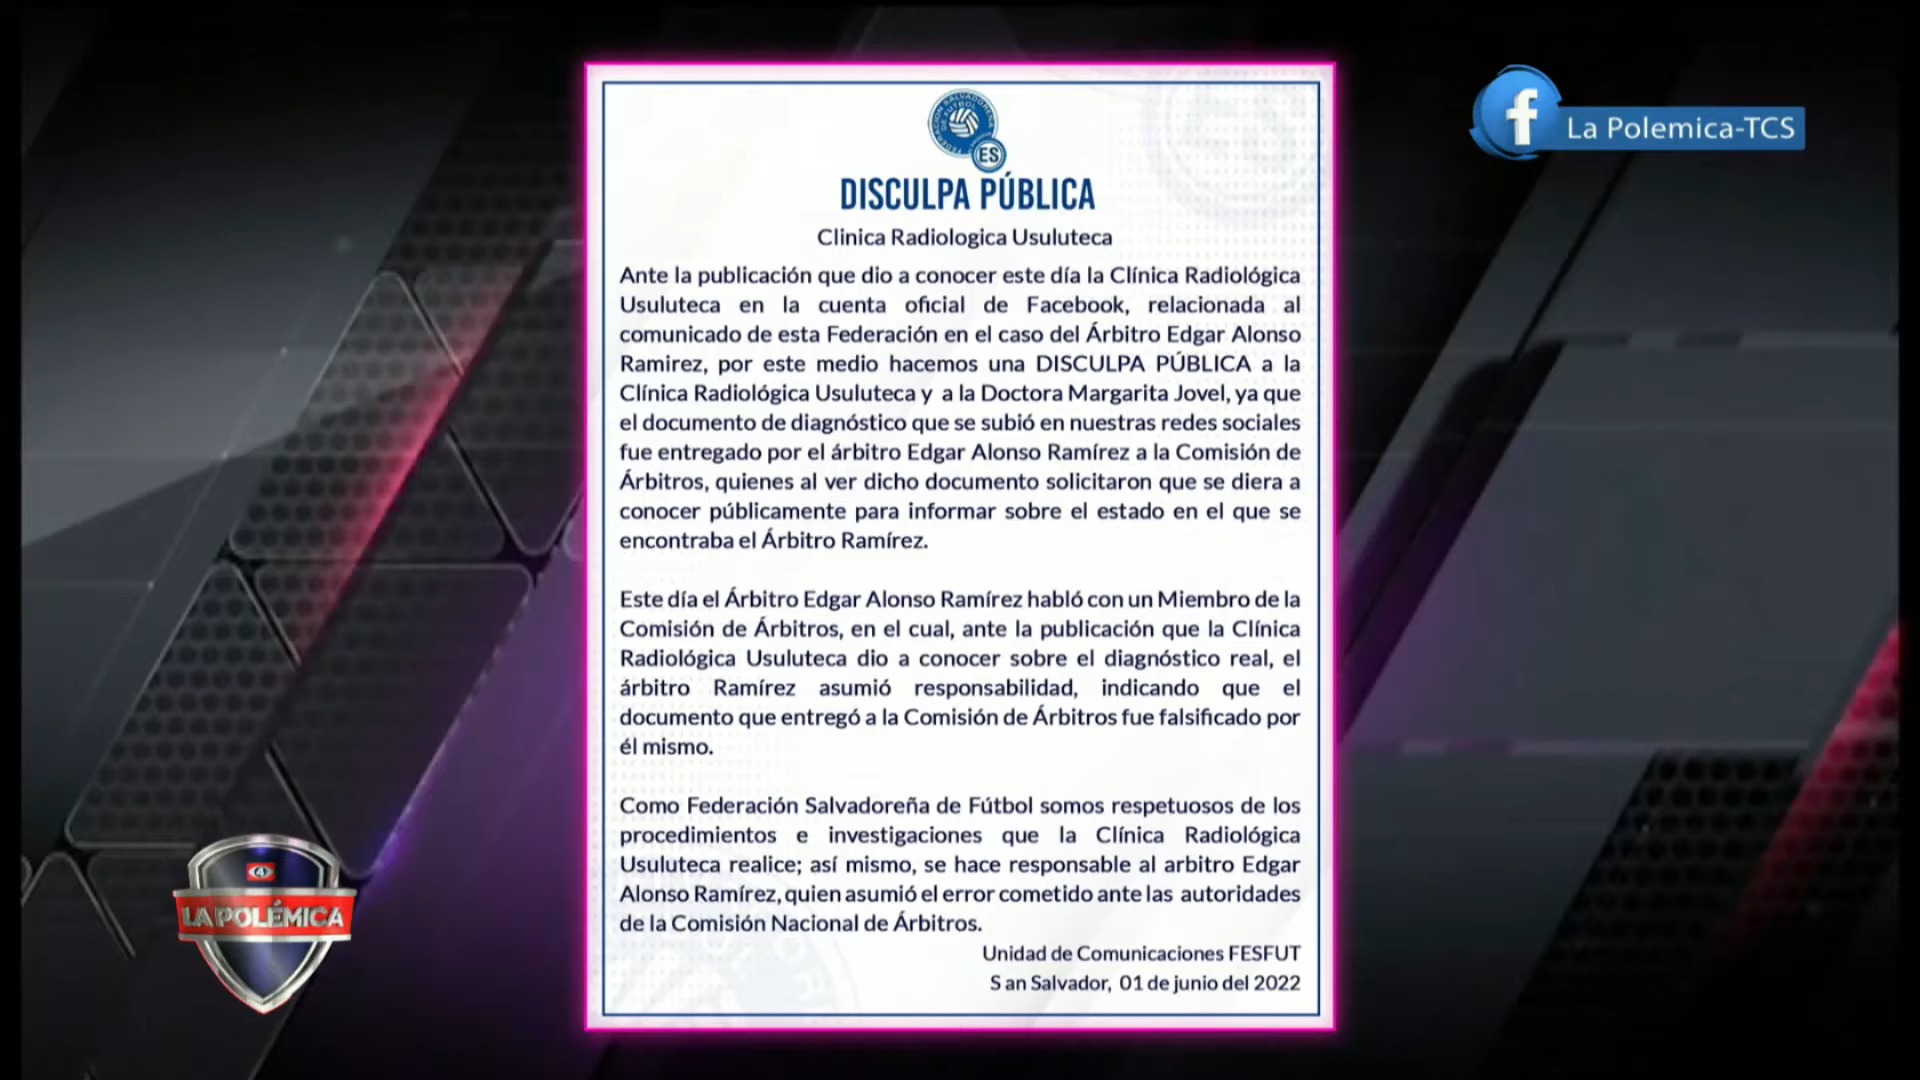 La Polemica-TCS
FEDERACION SALVADOREÑA
DE FUTBOL
ES
DISCULPA PÚBLICA
Clinica Radiologica Usuluteca
Ante la publicación que dio a conocer este día la Clínica Radiológica
Usuluteca en la cuenta oficial de Facebook, relacionada al
comunicado de esta Federación en el caso del Árbitro Edgar Alonso
Ramirez, por este medio hacemos una DISCULPA PÚBLICA a la
Clínica Radiológica Usuluteca y a la Doctora Margarita Jovel, ya que
el documento de diagnóstico que se subió en nuestras redes sociales
fue entregado por el árbitro Edgar Alonso Ramírez a la Comisión de
Árbitros, quienes al ver dicho documento solicitaron que se diera a
conocer públicamente para informar sobre el estado en el que se
encontraba el Árbitro Ramírez.
Este día el Árbitro Edgar Alonso Ramírez habló con un Miembro de la
Comisión de Árbitros, en el cual, ante la publicación que la Clínica
Radiológica Usuluteca dio a conocer sobre el diagnóstico real, el
árbitro Ramírez asumió responsabilidad, indicando que el
documento que entregó a la Comisión de Árbitros fue falsificado por
él mismo.
Como Federación Salvadoreña de Fútbol somos respetuosos de los
procedimientos e investigaciones que la Clínica Radiológica
Usuluteca realice; así mismo, se hace responsable al arbitro Edgar
Alonso Ramírez, quien asumió el error cometido ante las autoridades
de la Comisión Nacional de Árbitros.
Unidad de Comunicaciones FESFUT
S an Salvador, 01 de junio del 2022
4
LA POLÉMICA